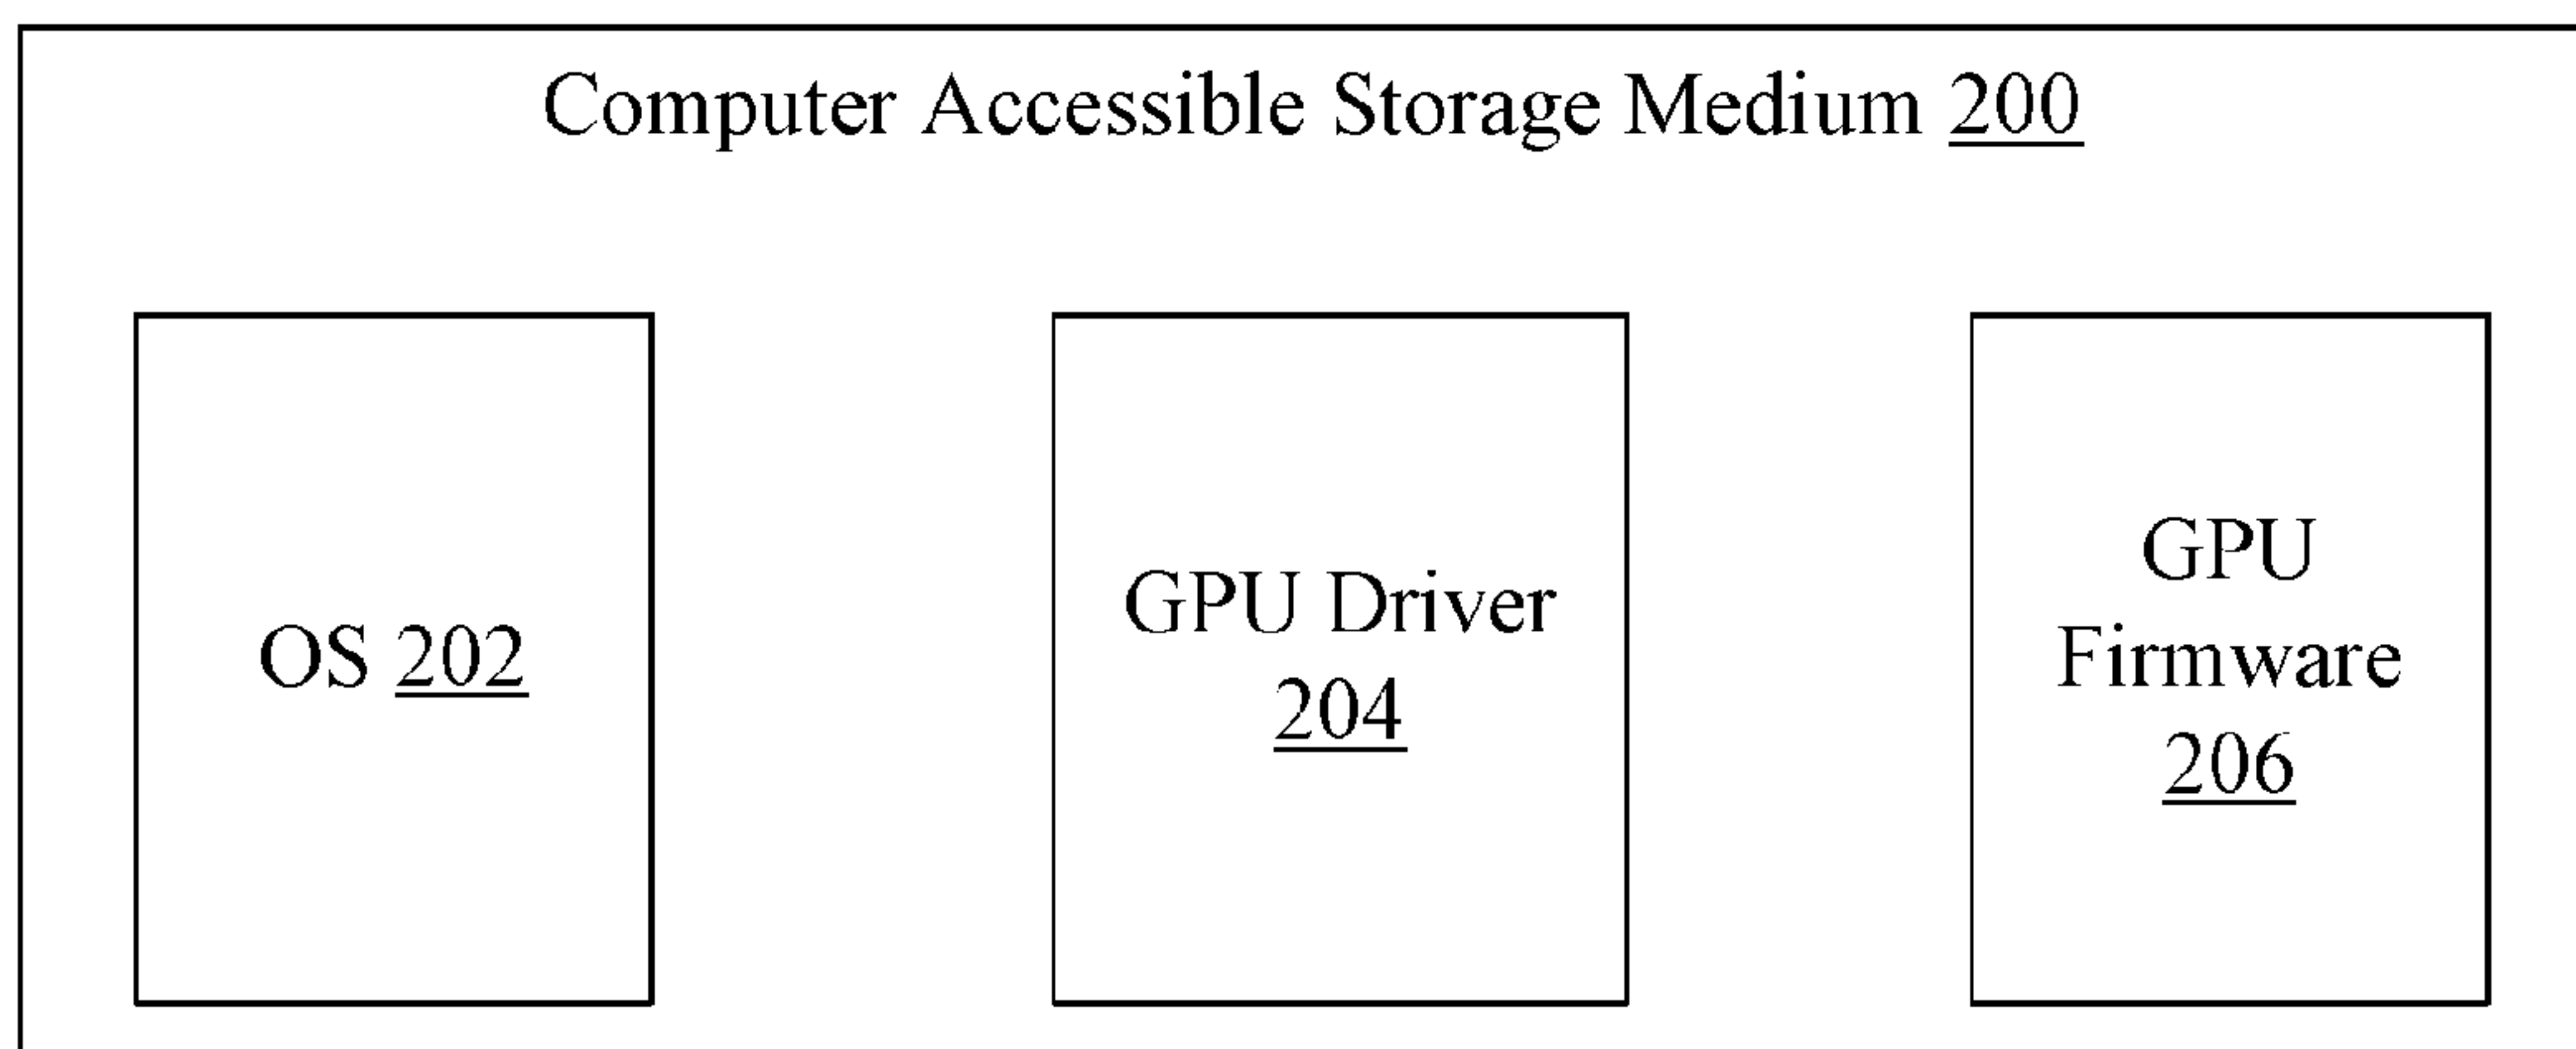 Computer Accessible Storage Medium 200
OS 202
GPU Driver
204
GPU
Firmware
206